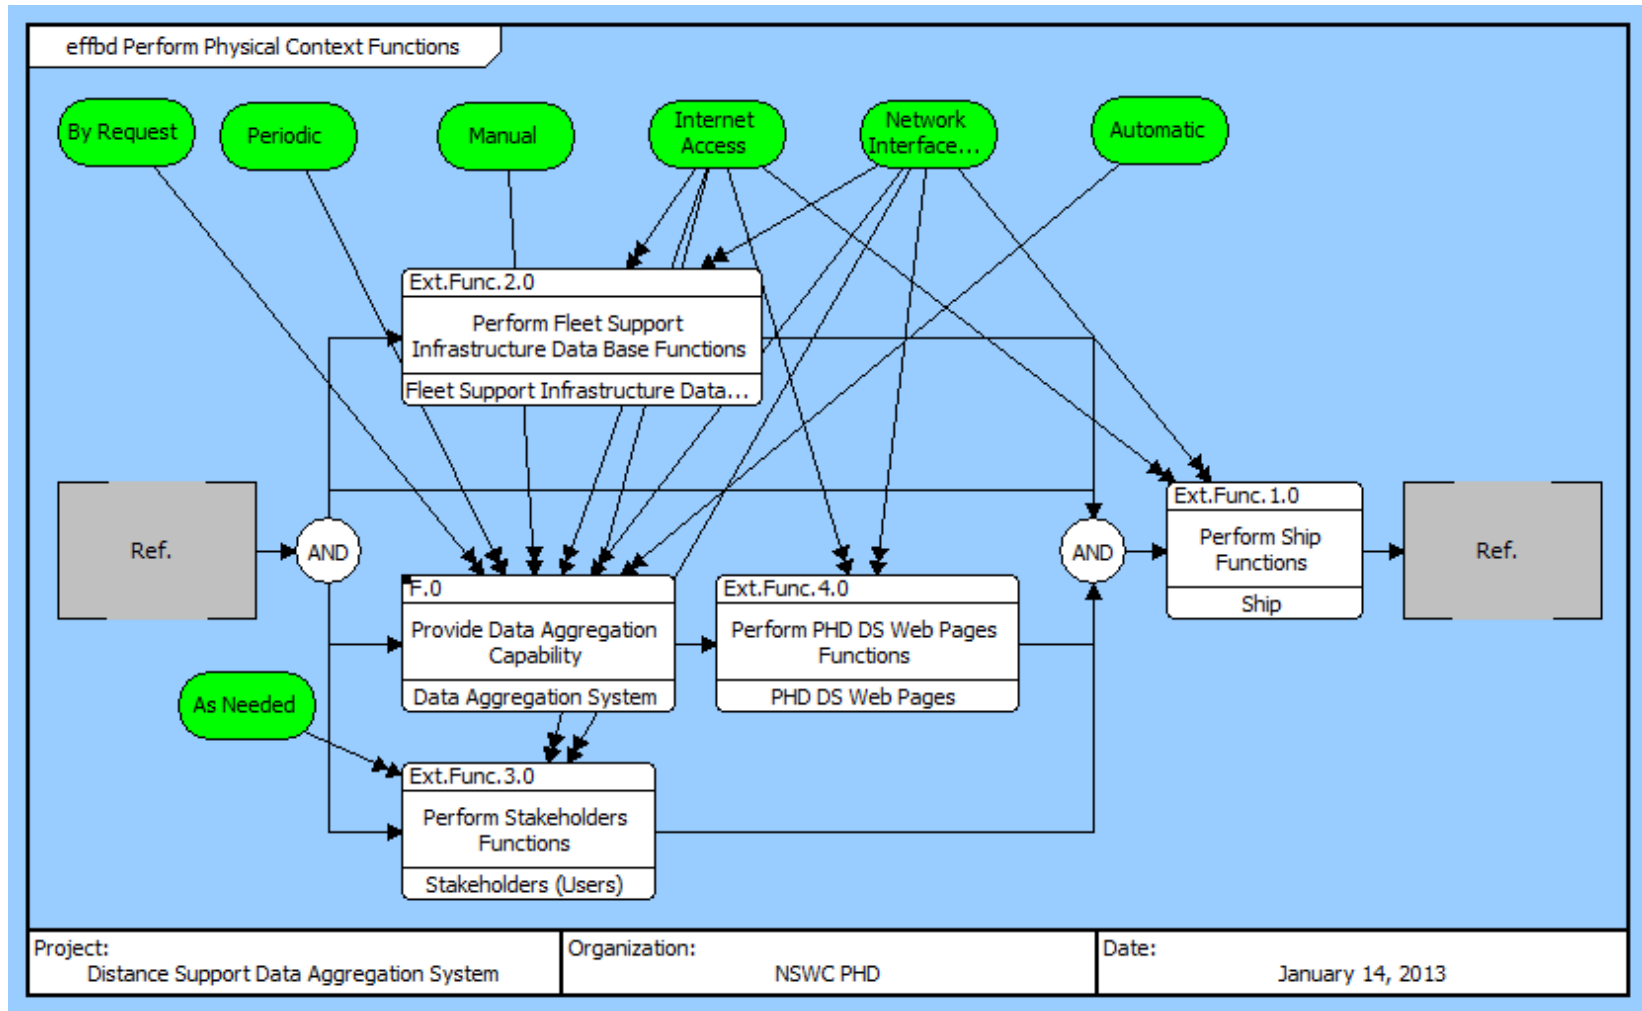 effbd Perform Physical Context Functions
By Request
Periodic
Manual
Internet
Access
Network
Interface...
Automatic
Ext.Func.2.0
Perform Fleet Support
Infrastructure Data Base Functions
Fleet Support Infrastructure Data...
Ref.
AND
AND
Ext.Func.1.0
Perform Ship
Functions
Ship
Ref.
F.0
Provide Data Aggregation
Capability
Data Aggregation System
Ext.Func.4.0
Perform PHD DS Web Pages
Functions
PHD DS Web Pages
As Needed
Ext.Func.3.0
Perform Stakeholders
Functions
Stakeholders (Users)
Project:
Distance Support Data Aggregation System
Organization:
NSWC PHD
Date:
January 14, 2013